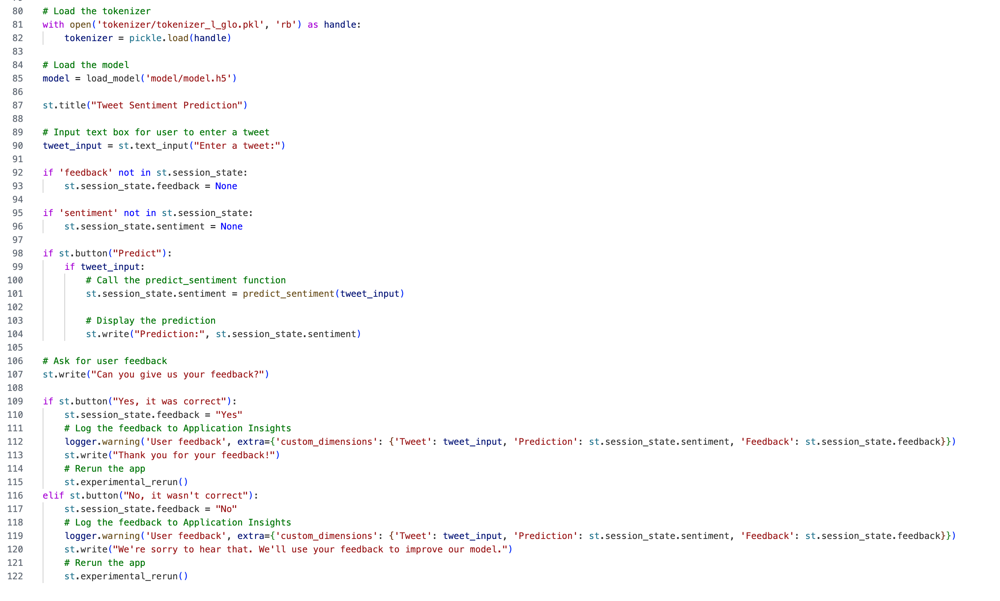 80 # Load the tokenizer
81 with open('tokenizer/tokenizer_l_glo.pkl', 'rb') as handle:
82     tokenizer = pickle.load(handle)
83
84 # Load the model
85 model = load_model('model/model.h5')
86
87 st.title("Tweet Sentiment Prediction")
88
89 # Input text box for user to enter a tweet
90 tweet_input = st.text_input("Enter a tweet:")
91
92 if 'feedback' not in st.session_state:
93     st.session_state.feedback = None
94
95 if 'sentiment' not in st.session_state:
96     st.session_state.sentiment = None
97
98 if st.button("Predict"):
99     if tweet_input:
100         # Call the predict_sentiment function
101         st.session_state.sentiment = predict_sentiment(tweet_input)
102
103         # Display the prediction
104         st.write("Prediction:", st.session_state.sentiment)
105
106 # Ask for user feedback
107 st.write("Can you give us your feedback?")
108
109 if st.button("Yes, it was correct"):
110     st.session_state.feedback = "Yes"
111     # Log the feedback to Application Insights
112     logger.warning('User feedback', extra={'custom_dimensions': {'Tweet': tweet_input, 'Prediction': st.session_state.sentiment, 'Feedback': st.session_state.feedback}})
113     st.write("Thank you for your feedback!")
114     # Rerun the app
115     st.experimental_rerun()
116 elif st.button("No, it wasn't correct"):
117     st.session_state.feedback = "No"
118     # Log the feedback to Application Insights
119     logger.warning('User feedback', extra={'custom_dimensions': {'Tweet': tweet_input, 'Prediction': st.session_state.sentiment, 'Feedback': st.session_state.feedback}})
120     st.write("We're sorry to hear that. We'll use your feedback to improve our model.")
121     # Rerun the app
122     st.experimental_rerun()